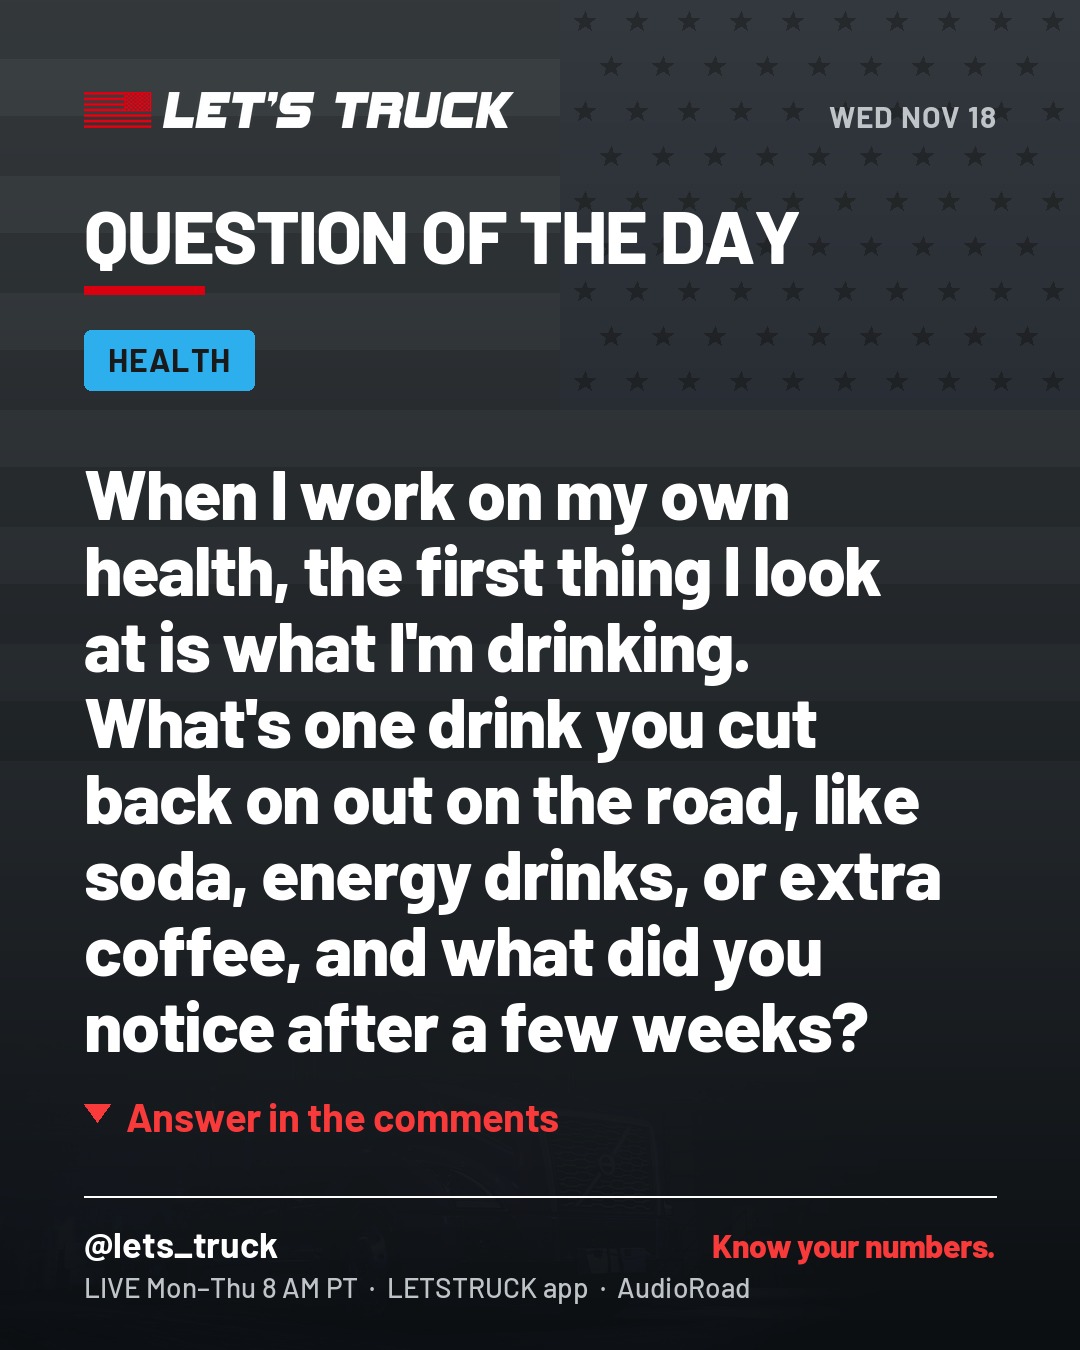 LET'S TRUCK
WED NOV 18
QUESTION OF THE DAY
HEALTH
When I work on my own
health, the first thing I look
at is what I'm drinking.
What's one drink you cut
back on out on the road, like
soda, energy drinks, or extra
coffee, and what did you
notice after a few weeks?
▼ Answer in the comments
@lets_truck
Know your numbers.
LIVE Mon–Thu 8 AM PT · LETSTRUCK app · AudioRoad